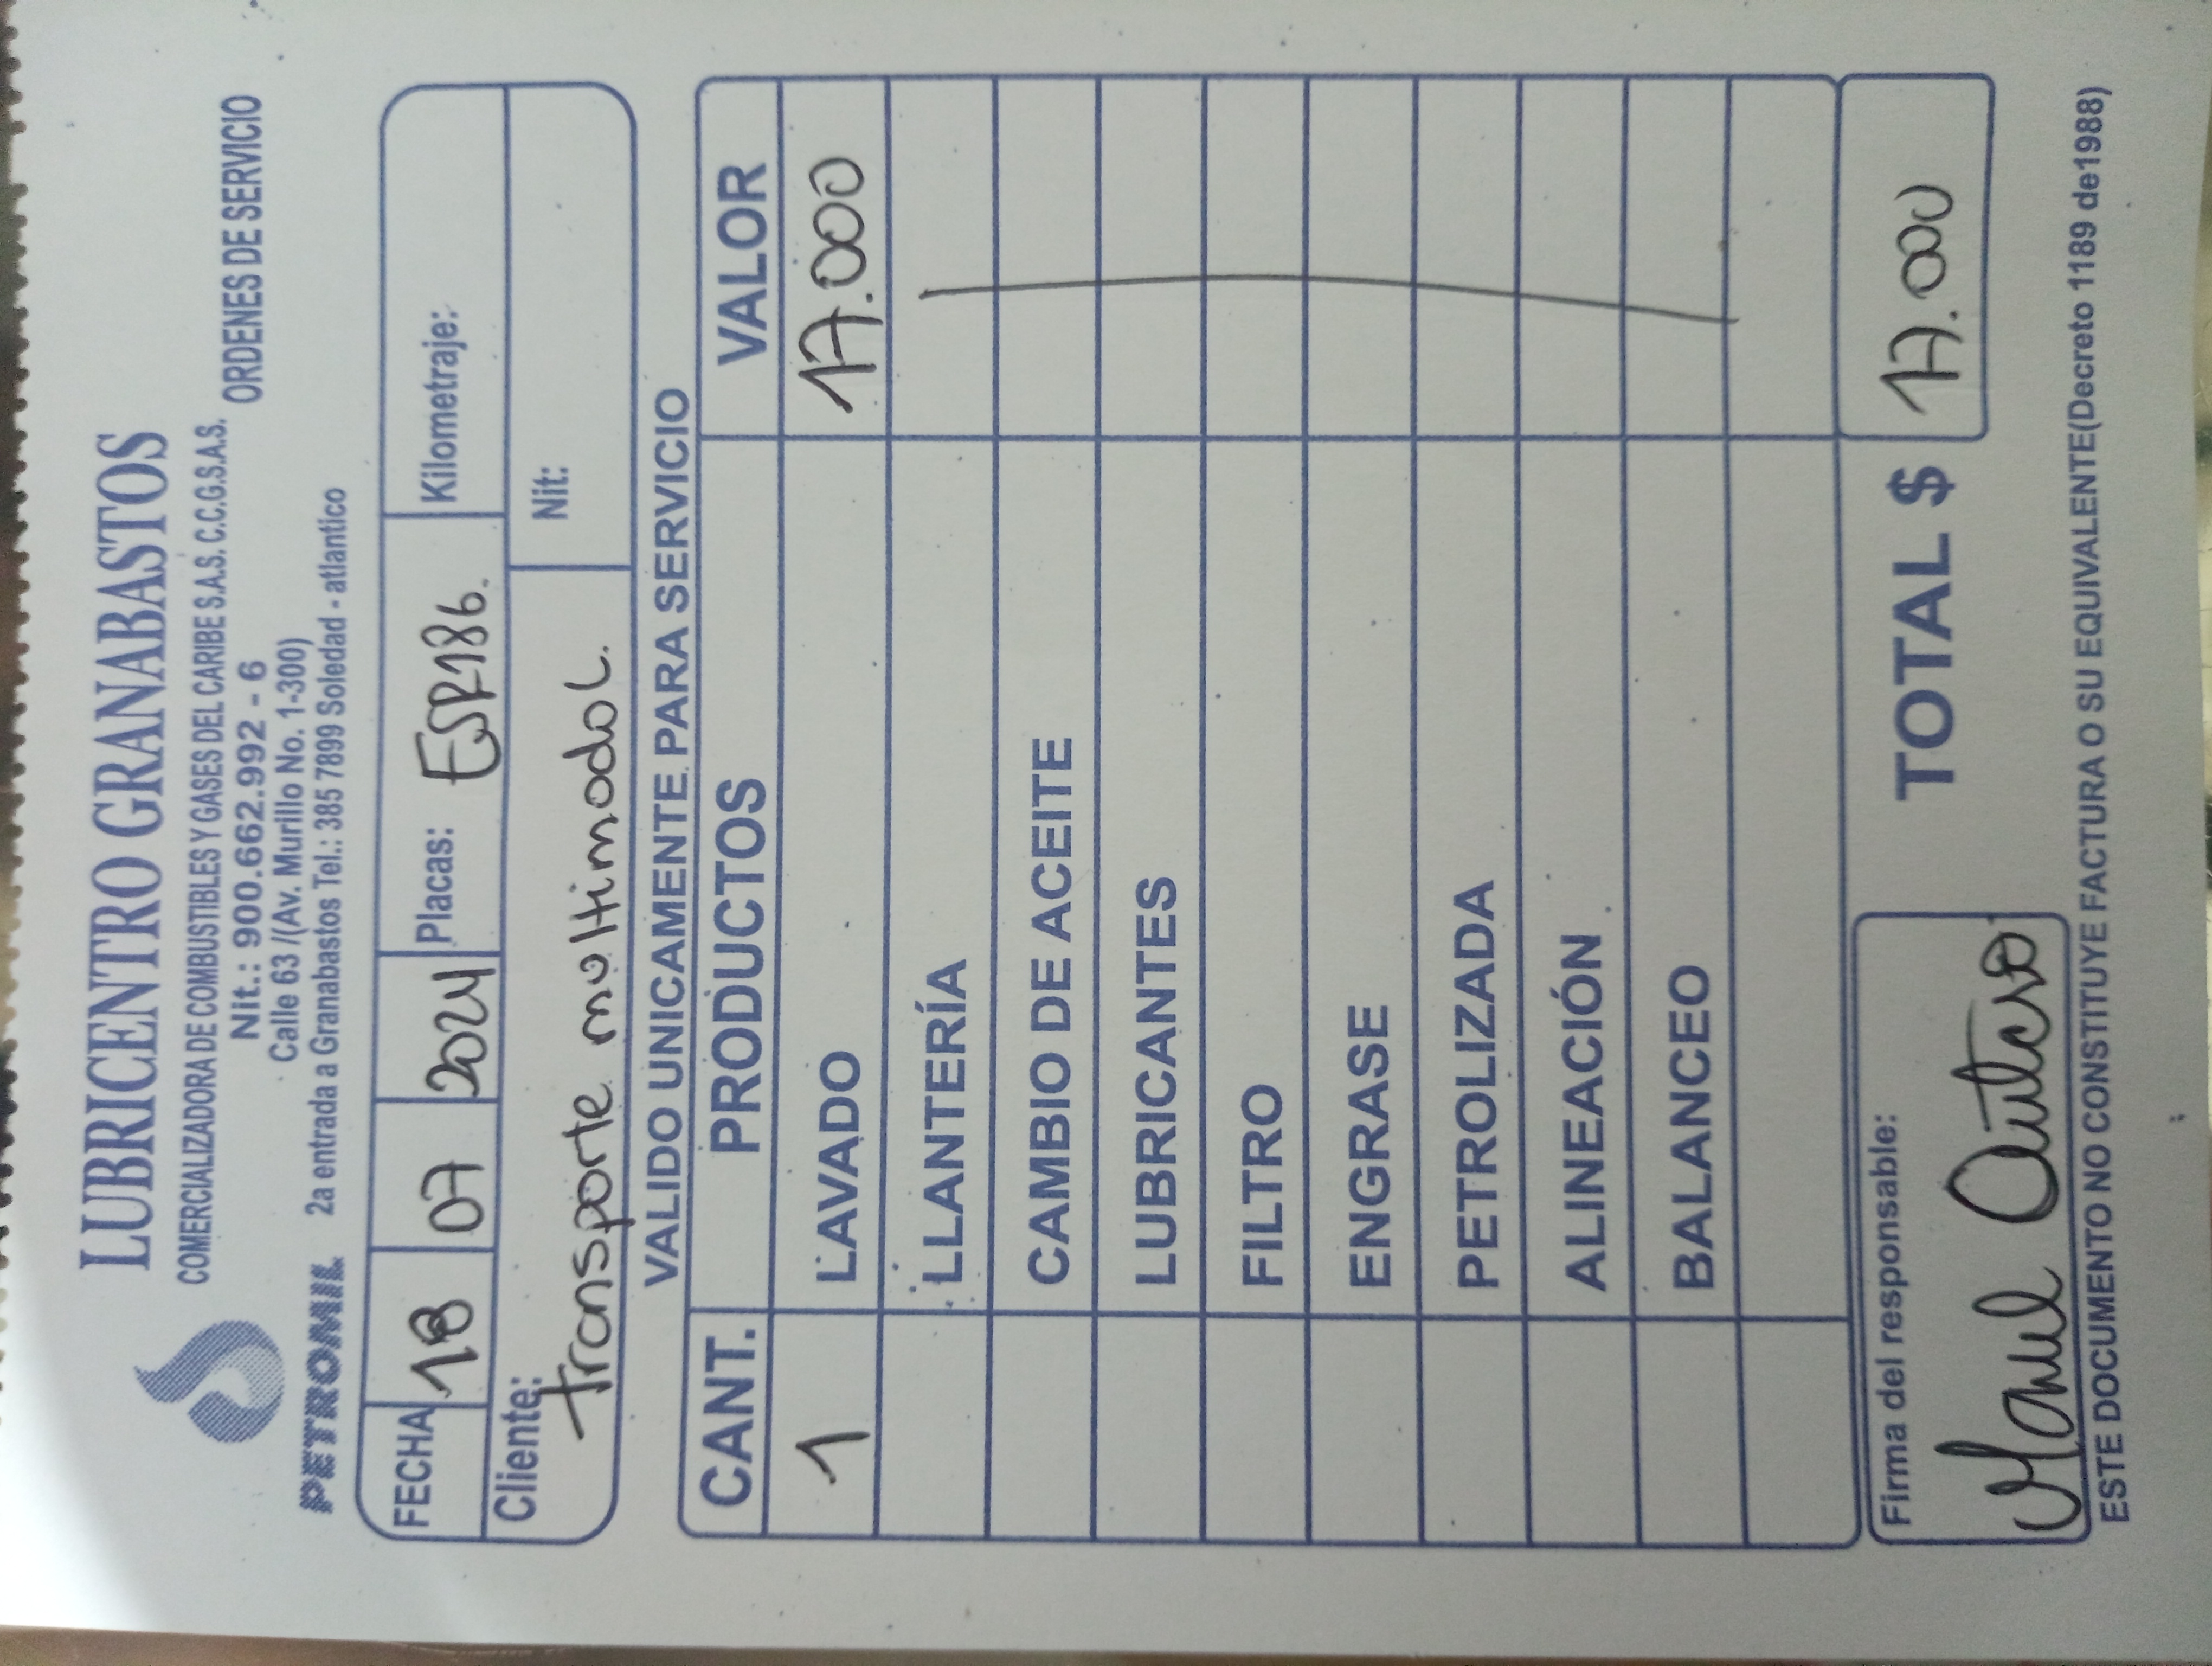 LUBRICENTRO GRANABASTOS
COMERCIALIZADORA DE COMBUSTIBLES Y GASES DEL CARIBE S.A.S. C.C.G.S.A.S.
Nit.: 900.662.992 - 6
ORDENES DE SERVICIO
Calle 63 /(Av. Murillo No. 1-300)
PETROMIL 2a entrada a Granabastos Tel.: 385 7899 Soledad - atlantico
FECHA 18 07 2024 Placas: ESR186. Kilometraje:
Cliente: transporte multimodal. Nit:
VALIDO UNICAMENTE PARA SERVICIO
CANT. PRODUCTOS VALOR
1 LAVADO 17.000
LLANTERÍA
CAMBIO DE ACEITE
LUBRICANTES
FILTRO
ENGRASE
PETROLIZADA
ALINEACIÓN
BALANCEO
Firma del responsable: TOTAL $ 17.000
ESTE DOCUMENTO NO CONSTITUYE FACTURA O SU EQUIVALENTE(Decreto 1189 de1988)